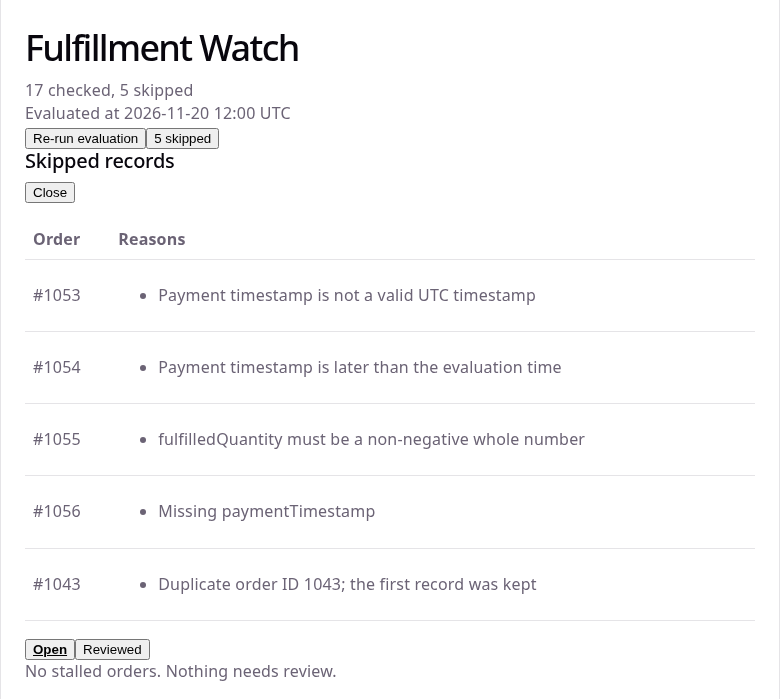 Fulfillment Watch
17 checked, 5 skipped
Evaluated at 2026-11-20 12:00 UTC
Re-run evaluation 5 skipped
Skipped records
Close
Order Reasons
#1053 Payment timestamp is not a valid UTC timestamp
#1054 Payment timestamp is later than the evaluation time
#1055 fulfilledQuantity must be a non-negative whole number
#1056 Missing paymentTimestamp
#1043 Duplicate order ID 1043; the first record was kept
Open Reviewed
No stalled orders. Nothing needs review.